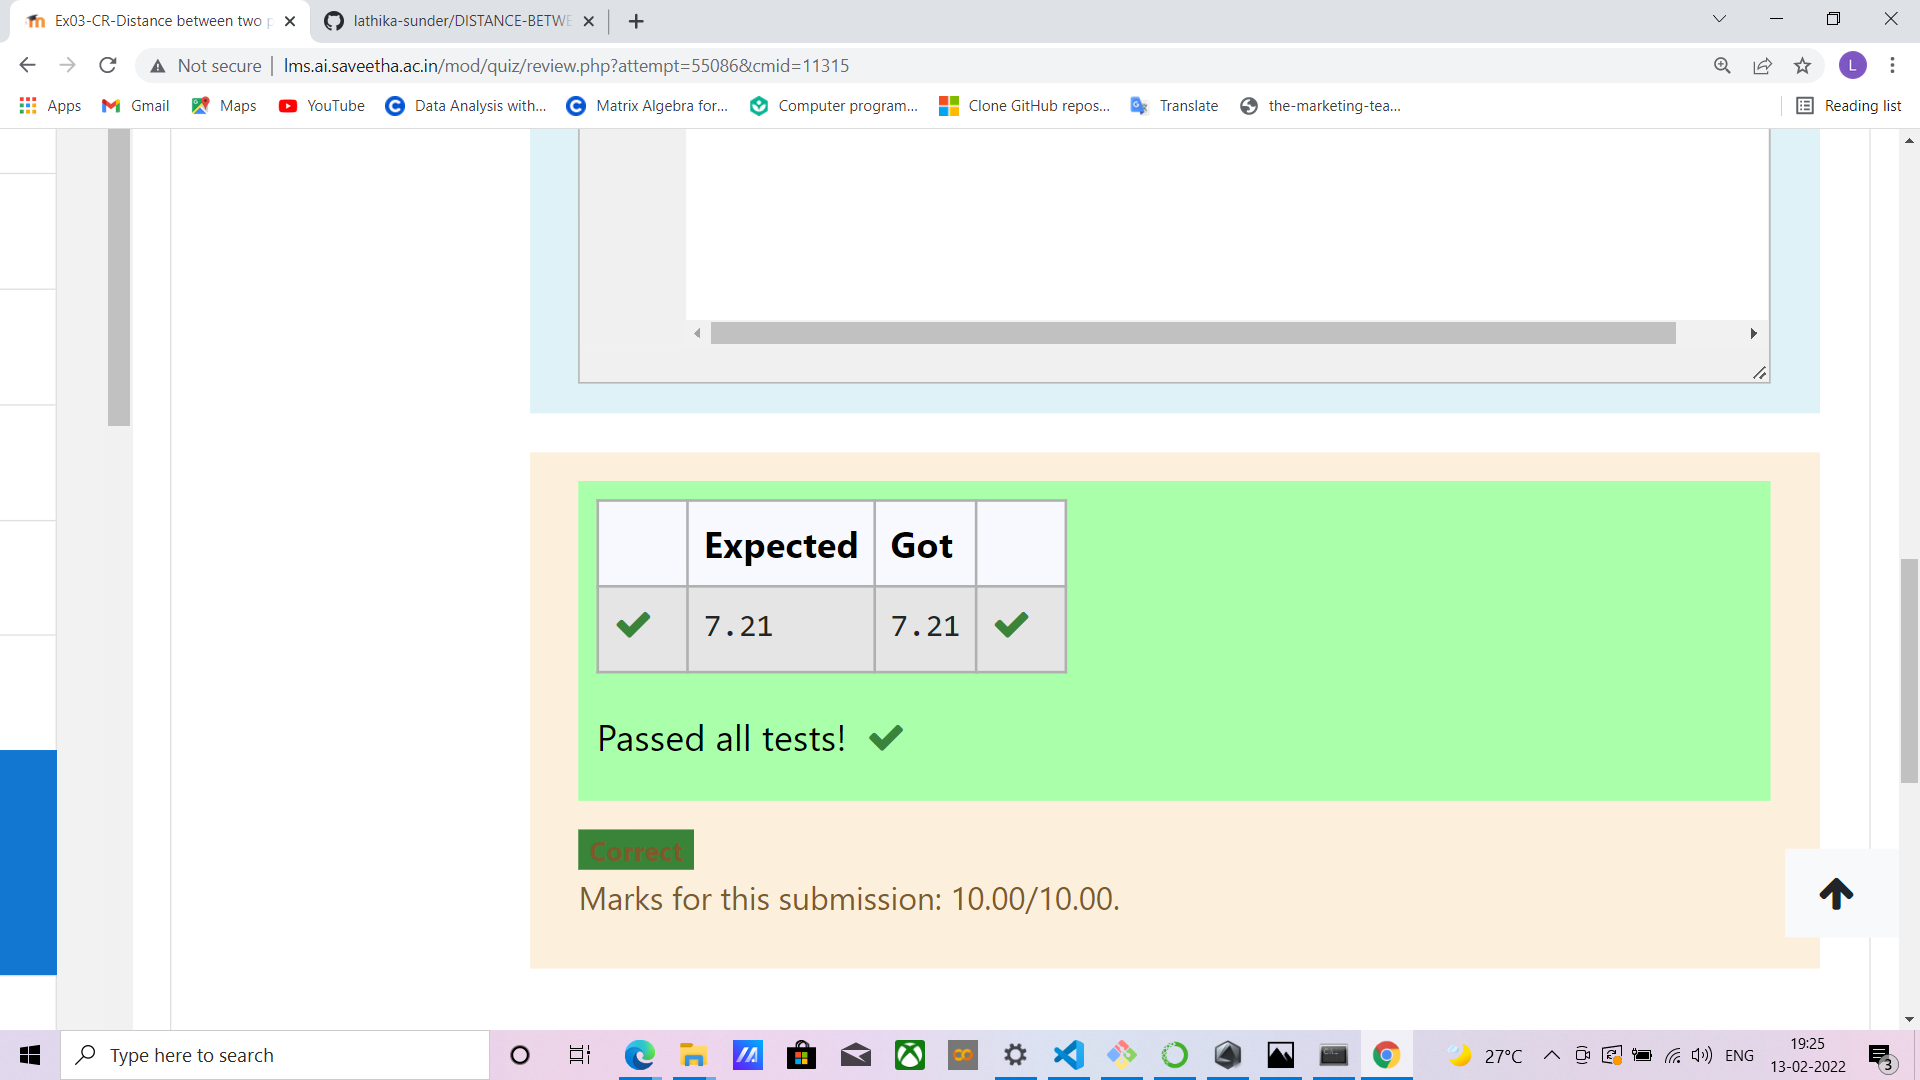 Ex03-CR-Distance between two p
lathika-sunder/DISTANCE-BETWE
Not secure | lms.ai.saveetha.ac.in/mod/quiz/review.php?attempt=55086&cmid=11315
L
Apps Gmail Maps YouTube Data Analysis with... Matrix Algebra for... Computer program... Clone GitHub repos... Translate the-marketing-tea... Reading list
Expected Got
7.21 7.21
Passed all tests!
Correct
Marks for this submission: 10.00/10.00.
Type here to search
27°C
ENG
19:25
13-02-2022
3